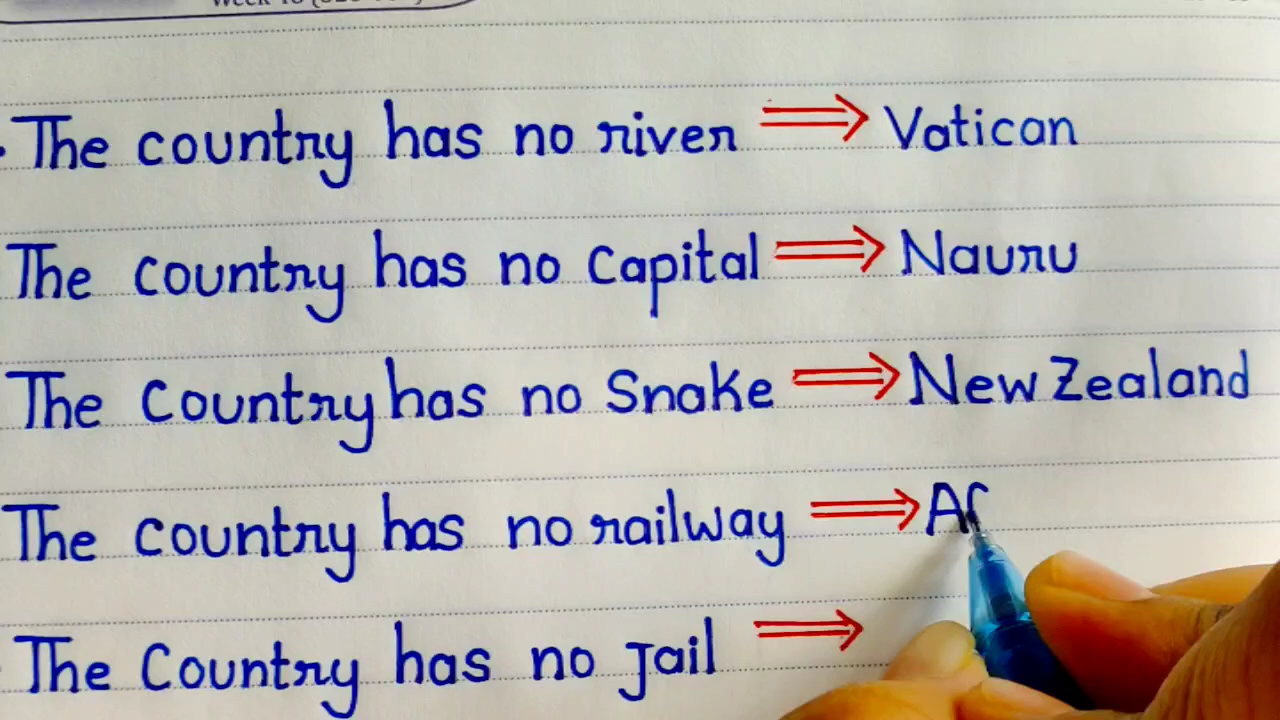 The country has no river ⟹ Vatican
The country has no Capital ⟹ Nauru
The Country has no Snake ⟹ New Zealand
The country has no railway ⟹
The Country has no Jail ⟹